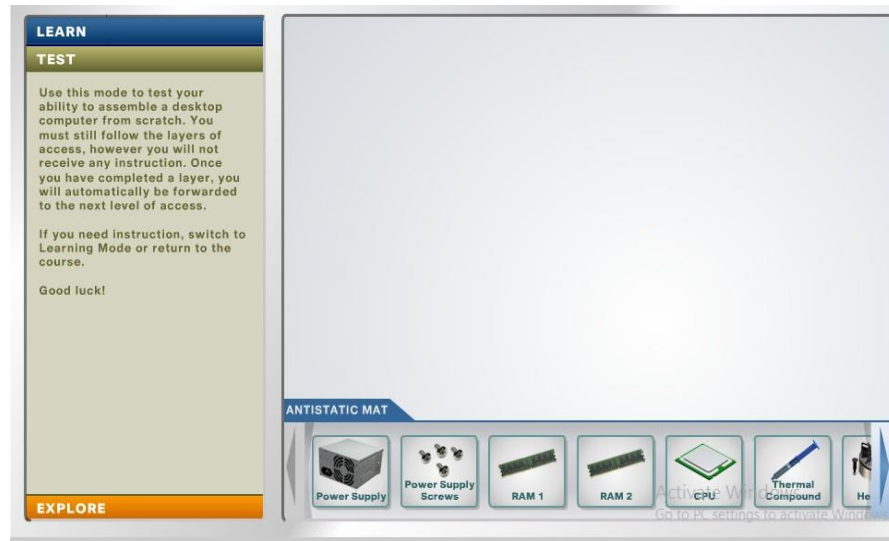 LEARN
TEST
Use this mode to test your
ability to assemble a desktop
computer from scratch. You
must still follow the layers of
access, however you will not
receive any instruction. Once
you have completed a layer, you
will automatically be forwarded
to the next level of access.
If you need instruction, switch to
Learning Mode or return to the
course.
Good luck!
EXPLORE
ANTISTATIC MAT
Power Supply
Power Supply
Screws
RAM 1
RAM 2
CPU
Thermal
Compound
He
Activate Windows
Go to PC settings to activate Windows